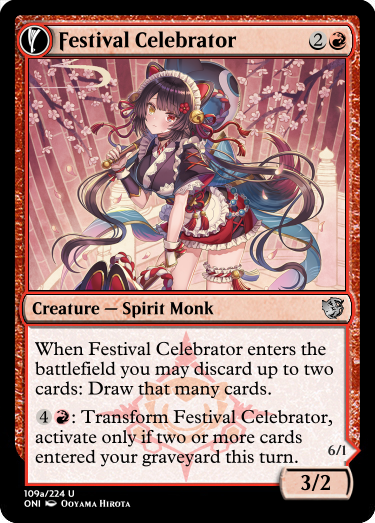 Festival Celebrator 2
Creature — Spirit Monk
When Festival Celebrator enters the
battlefield you may discard up to two
cards: Draw that many cards.
4 : Transform Festival Celebrator,
activate only if two or more cards
entered your graveyard this turn.
6/1
3/2
109a/224 U
ONI Ooyama Hirota